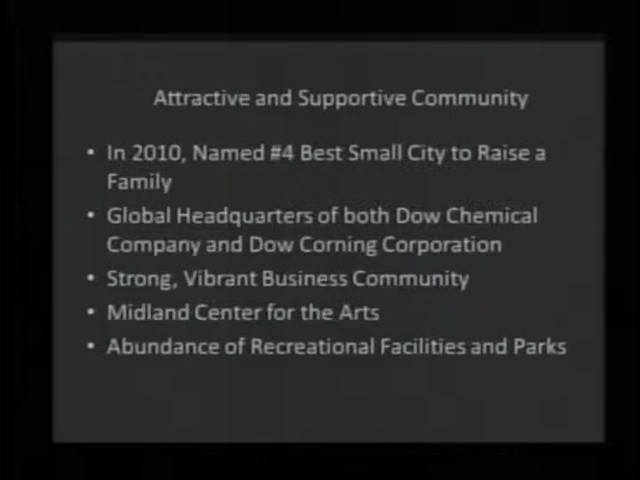 Attractive and Supportive Community
• In 2010, Named #4 Best Small City to Raise a
Family
• Global Headquarters of both Dow Chemical
Company and Dow Corning Corporation
• Strong, Vibrant Business Community
• Midland Center for the Arts
• Abundance of Recreational Facilities and Parks